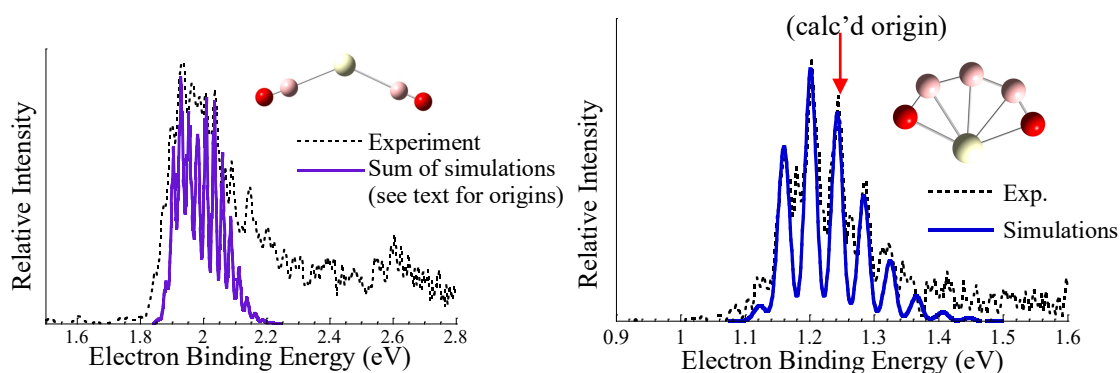 Relative Intensity
Experiment
Sum of simulations
(see text for origins)
1.6
1.8
2
2.2
2.4
2.6
2.8
Electron Binding Energy (eV)
(calc'd origin)
Relative Intensity
Exp.
Simulations
0.9
1
1.1
1.2
1.3
1.4
1.5
1.6
Electron Binding Energy (eV)